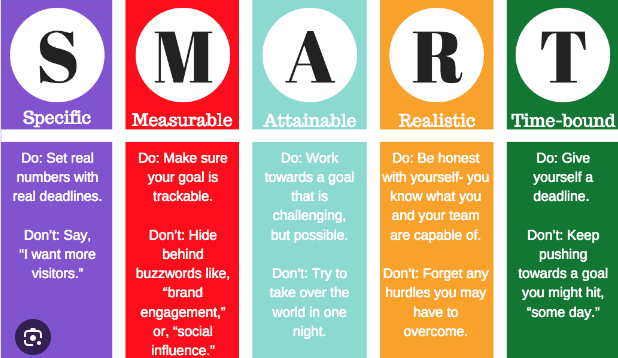 S
Specific
Do: Set real
numbers with
real deadlines.
Don't: Say,
“I want more
visitors.”
M
Measurable
Do: Make sure
your goal is
trackable.
Don't: Hide
behind
buzzwords like,
“brand
engagement,”
or, “social
influence.”
A
Attainable
Do: Work
towards a goal
that is
challenging,
but possible.
Don't: Try to
take over the
world in one
night.
R
Realistic
Do: Be honest
with yourself- you
know what you
and your team
are capable of.
Don't: Forget any
hurdles you may
have to
overcome.
T
Time-bound
Do: Give
yourself a
deadline.
Don't: Keep
pushing
towards a goal
you might hit,
“some day.”